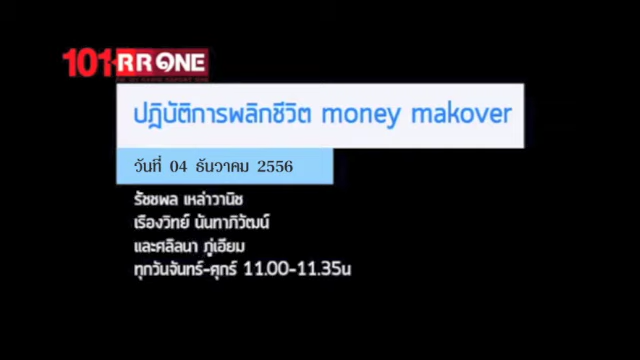 101 RR ONE
ปฏิบัติการพลิกชีวิต money makover
วันที่ 04 ธันวาคม 2556
รัชชพล เหล่าวานิช
เรืองวิทย์ นันทาภิวัฒน์
และศลิลนา ภู่เอี่ยม
ทุกวันจันทร์-ศุกร์ 11.00-11.35น